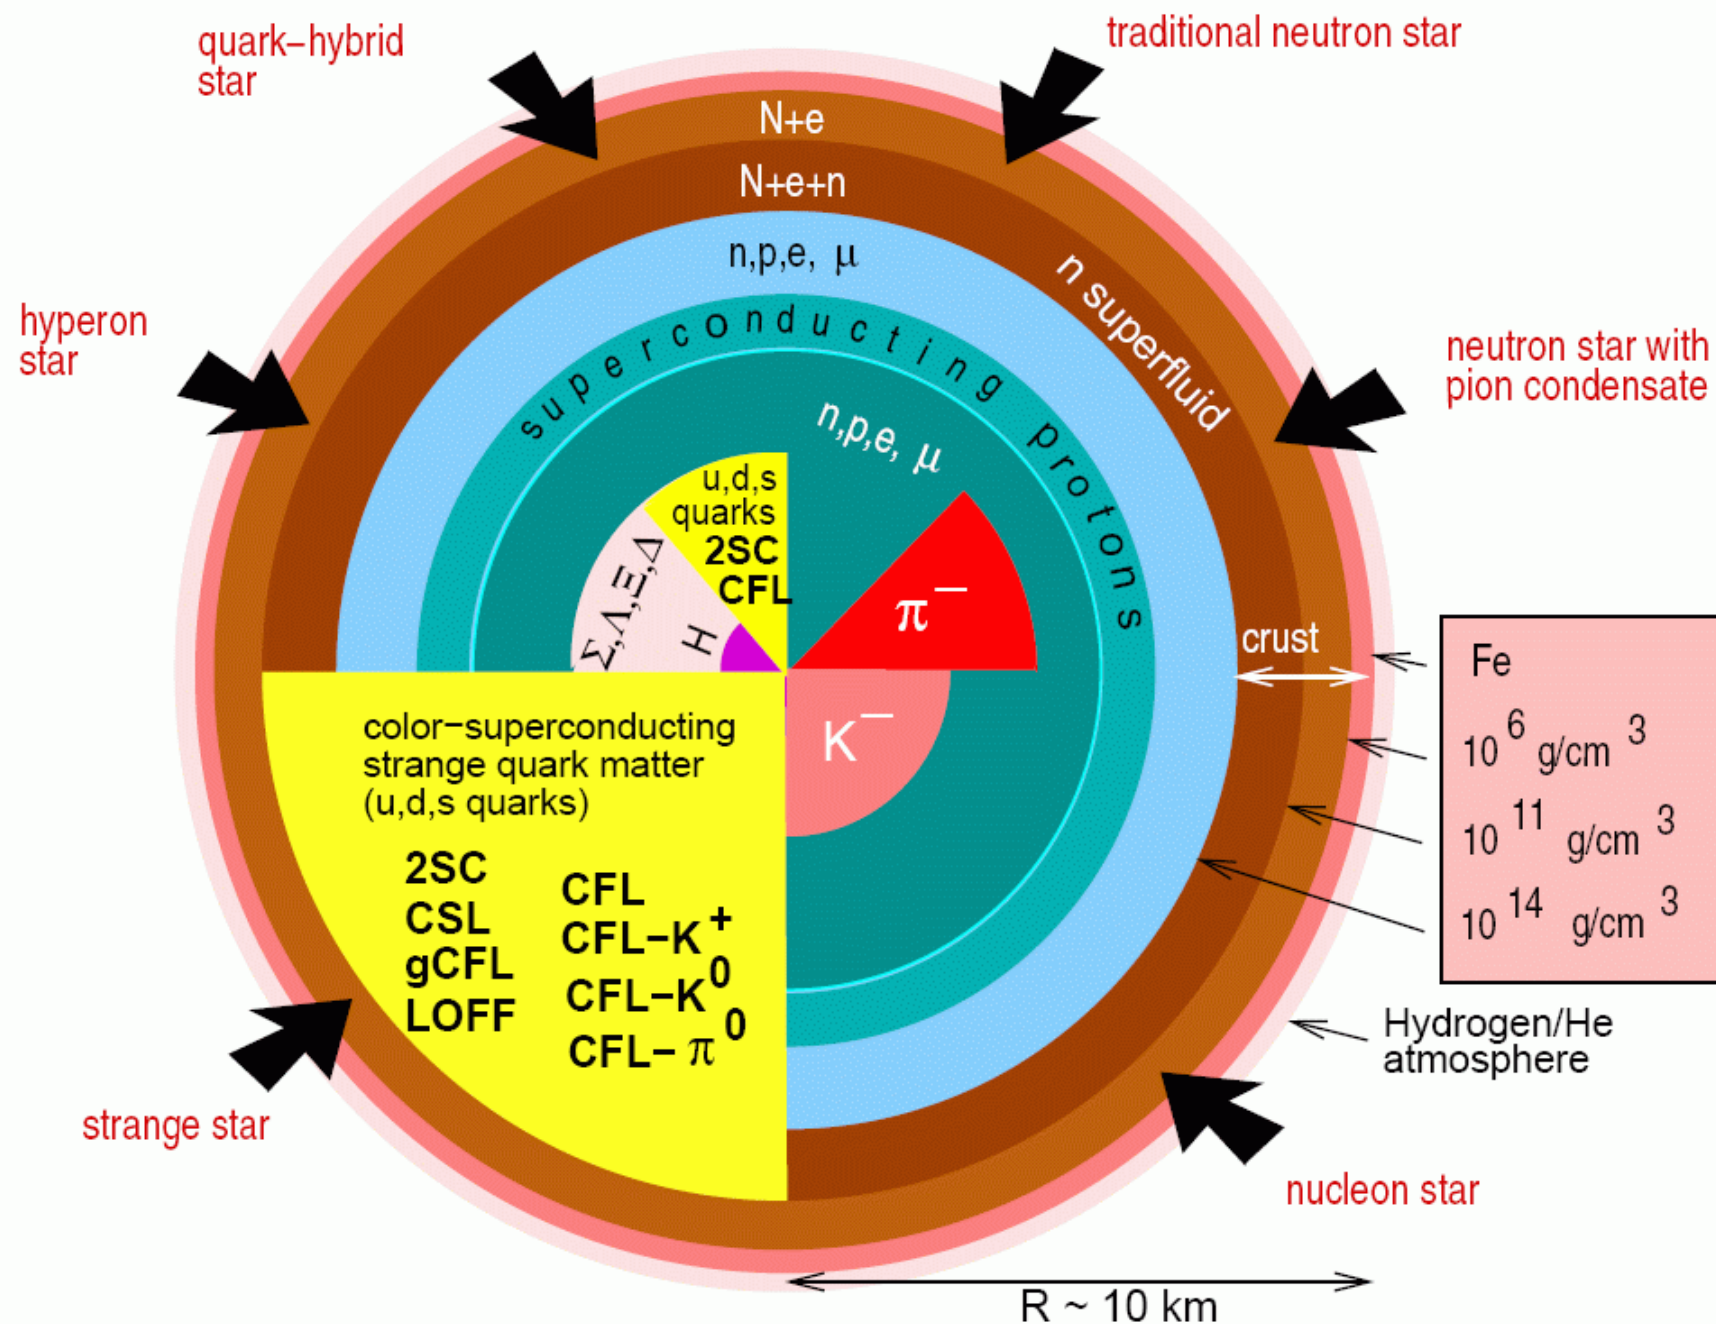 quark−hybrid
star
traditional neutron star
N+e
N+e+n
n,p,e, μ
n superfluid
hyperon
star
neutron star with
pion condensate
superconducting protons
n,p,e, μ
u,d,s
quarks
2SC
CFL
Σ,Λ,Ξ,Δ
H
π⁻
K⁻
crust
Fe
10⁶ g/cm³
10¹¹ g/cm³
10¹⁴ g/cm³
color−superconducting
strange quark matter
(u,d,s quarks)
2SC
CSL
gCFL
LOFF
CFL
CFL−K⁺
CFL−K⁰
CFL−π⁰
Hydrogen/He
atmosphere
strange star
nucleon star
R ~ 10 km